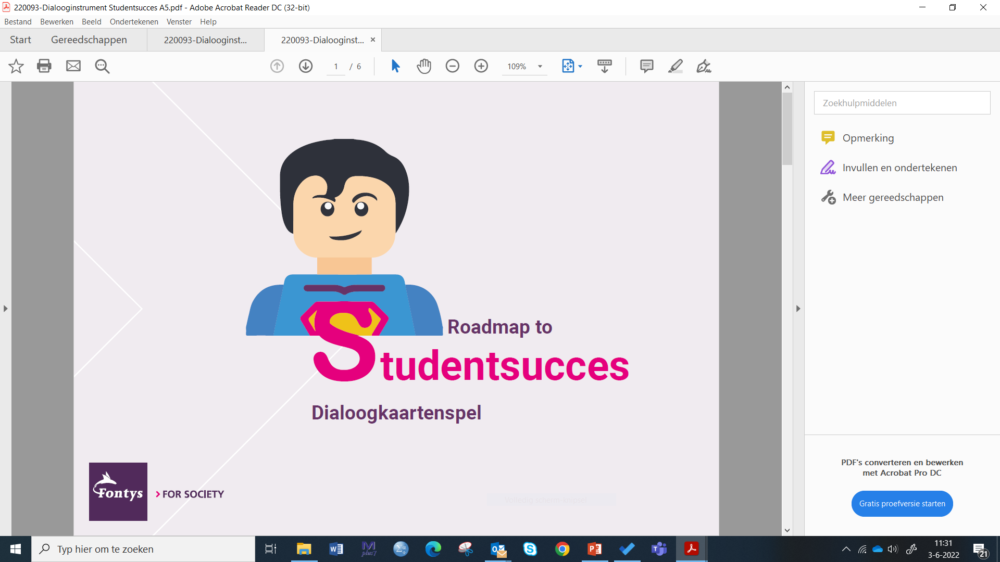 220093-Dialooginstrument Studentsucces A5.pdf - Adobe Acrobat Reader DC (32-bit)
Bestand Bewerken Beeld Ondertekenen Venster Help
Start Gereedschappen 220093-Dialooginst... 220093-Dialooginst... ×
1 / 6 109%
Zoekhulpmiddelen
Opmerking
Invullen en ondertekenen
Meer gereedschappen
Roadmap to
Studentsucces
Dialoogkaartenspel
Fontys
FOR SOCIETY
Volledig scherm knipsel
PDF's converteren en bewerken
met Acrobat Pro DC
Gratis proefversie starten
Typ hier om te zoeken
11:31
3-6-2022
21